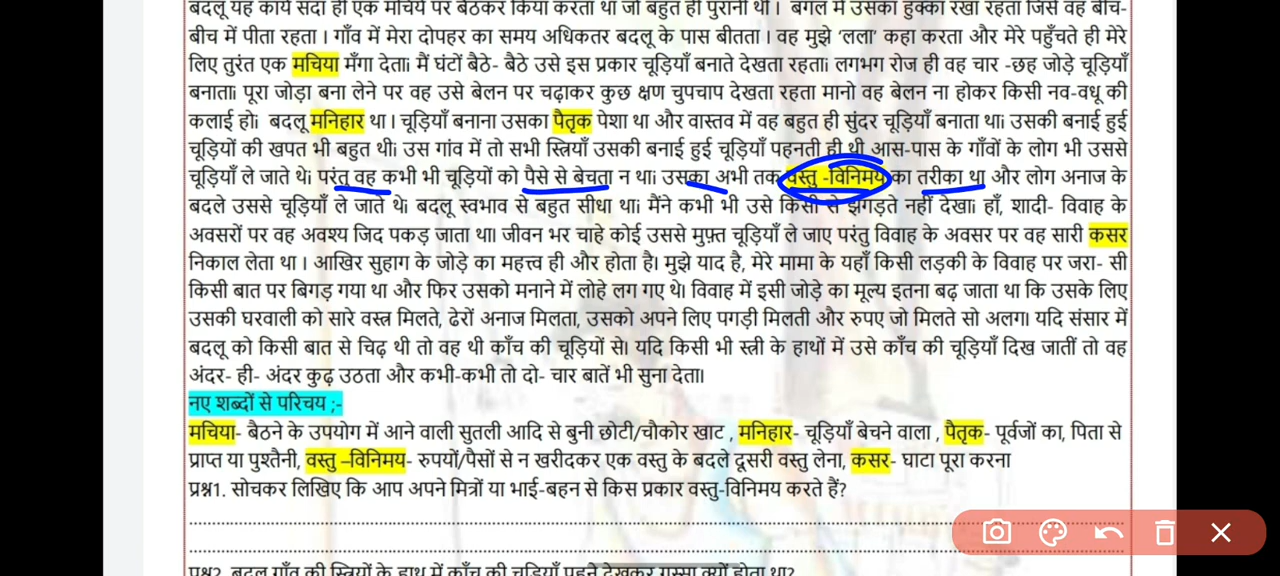 बदलू यह कार्य सदा ही एक मचिये पर बैठकर किया करता था जो बहुत ही पुरानी थी । बगल में उसका हुक्का रखा रहता जिसे वह बीच-
बीच में पीता रहता । गाँव में मेरा दोपहर का समय अधिकतर बदलू के पास बीतता । वह मुझे ‘लला’ कहा करता और मेरे पहुँचते ही मेरे
लिए तुरंत एक मचिया मँगा देता। मैं घंटों बैठे- बैठे उसे इस प्रकार चूड़ियाँ बनाते देखता रहता। लगभग रोज ही वह चार -छह जोड़े चूड़ियाँ
बनाता। पूरा जोड़ा बना लेने पर वह उसे बेलन पर चढ़ाकर कुछ क्षण चुपचाप देखता रहता मानो वह बेलन ना होकर किसी नव-वधू की
कलाई हो। बदलू मनिहार था । चूड़ियाँ बनाना उसका पैतृक पेशा था और वास्तव में वह बहुत ही सुंदर चूड़ियाँ बनाता था। उसकी बनाई हुई
चूड़ियों की खपत भी बहुत थी। उस गांव में तो सभी स्त्रियाँ उसकी बनाई हुई चूड़ियाँ पहनती ही थी आस-पास के गाँवों के लोग भी उससे
चूड़ियाँ ले जाते थे। परंतु वह कभी भी चूड़ियों को पैसे से बेचता न था। उसका अभी तक वस्तु -विनिमय का तरीका था और लोग अनाज के
बदले उससे चूड़ियाँ ले जाते थे। बदलू स्वभाव से बहुत सीधा था। मैंने कभी भी उसे किसी से झगड़ते नहीं देखा। हाँ, शादी- विवाह के
अवसरों पर वह अवश्य जिद पकड़ जाता था। जीवन भर चाहे कोई उससे मुफ़्त चूड़ियाँ ले जाए परंतु विवाह के अवसर पर वह सारी कसर
निकाल लेता था । आखिर सुहाग के जोड़े का महत्त्व ही और होता है। मुझे याद है, मेरे मामा के यहाँ किसी लड़की के विवाह पर जरा- सी
किसी बात पर बिगड़ गया था और फिर उसको मनाने में लोहे लग गए थे। विवाह में इसी जोड़े का मूल्य इतना बढ़ जाता था कि उसके लिए
उसकी घरवाली को सारे वस्त्र मिलते, ढेरों अनाज मिलता, उसको अपने लिए पगड़ी मिलती और रुपए जो मिलते सो अलग। यदि संसार में
बदलू को किसी बात से चिढ़ थी तो वह थी काँच की चूड़ियों से। यदि किसी भी स्त्री के हाथों में उसे काँच की चूड़ियाँ दिख जातीं तो वह
अंदर- ही- अंदर कुढ़ उठता और कभी-कभी तो दो- चार बातें भी सुना देता।
नए शब्दों से परिचय ;-
मचिया- बैठने के उपयोग में आने वाली सुतली आदि से बुनी छोटी/चौकोर खाट , मनिहार- चूड़ियाँ बेचने वाला , पैतृक- पूर्वजों का, पिता से
प्राप्त या पुश्तैनी, वस्तु –विनिमय- रुपयों/पैसों से न खरीदकर एक वस्तु के बदले दूसरी वस्तु लेना, कसर- घाटा पूरा करना
प्रश्न1. सोचकर लिखिए कि आप अपने मित्रों या भाई-बहन से किस प्रकार वस्तु-विनिमय करते हैं?
प्रश्न2. बदलू गाँव की स्त्रियों के हाथ में काँच की चूड़ियाँ पहने देखकर गुस्सा क्यों होता था?